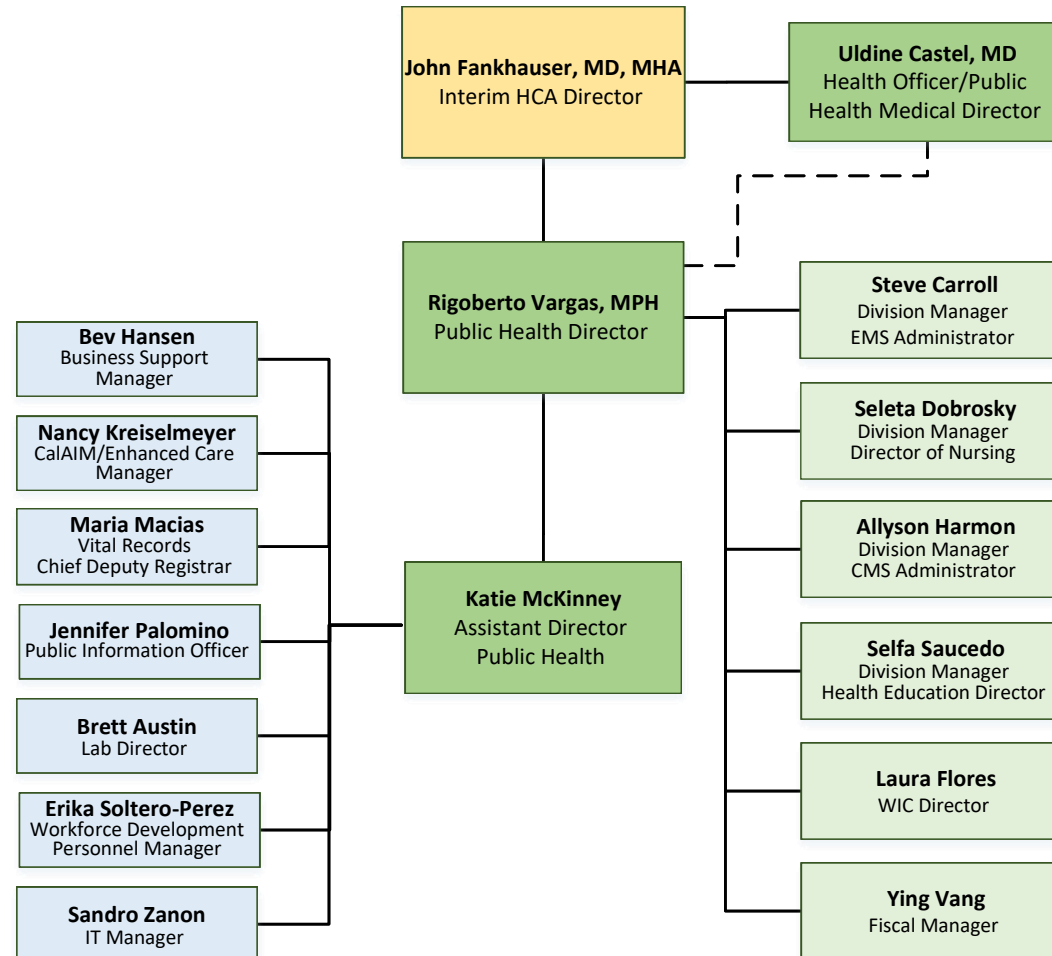 John Fankhauser, MD, MHA
Interim HCA Director
Uldine Castel, MD
Health Officer/Public
Health Medical Director
Rigoberto Vargas, MPH
Public Health Director
Steve Carroll
Division Manager
EMS Administrator
Seleta Dobrosky
Division Manager
Director of Nursing
Allyson Harmon
Division Manager
CMS Administrator
Selfa Saucedo
Division Manager
Health Education Director
Laura Flores
WIC Director
Ying Vang
Fiscal Manager
Katie McKinney
Assistant Director
Public Health
Bev Hansen
Business Support
Manager
Nancy Kreiselmeyer
CalAIM/Enhanced Care
Manager
Maria Macias
Vital Records
Chief Deputy Registrar
Jennifer Palomino
Public Information Officer
Brett Austin
Lab Director
Erika Soltero-Perez
Workforce Development
Personnel Manager
Sandro Zanon
IT Manager